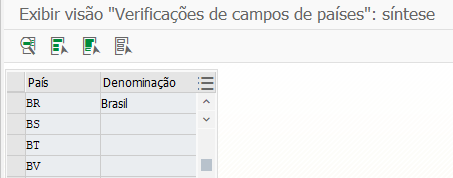 Exibir visão "Verificações de campos de países": síntese
País Denominação
BR Brasil
BS
BT
BV